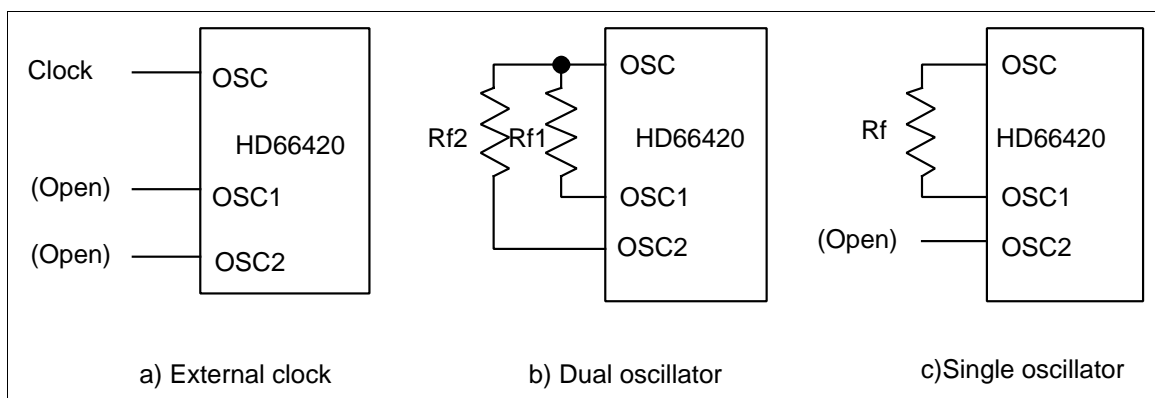 Clock
OSC
HD66420
(Open)
OSC1
(Open)
OSC2
a) External clock
OSC
Rf2
Rf1
HD66420
OSC1
OSC2
b) Dual oscillator
OSC
Rf
HD66420
OSC1
(Open)
OSC2
c)Single oscillator